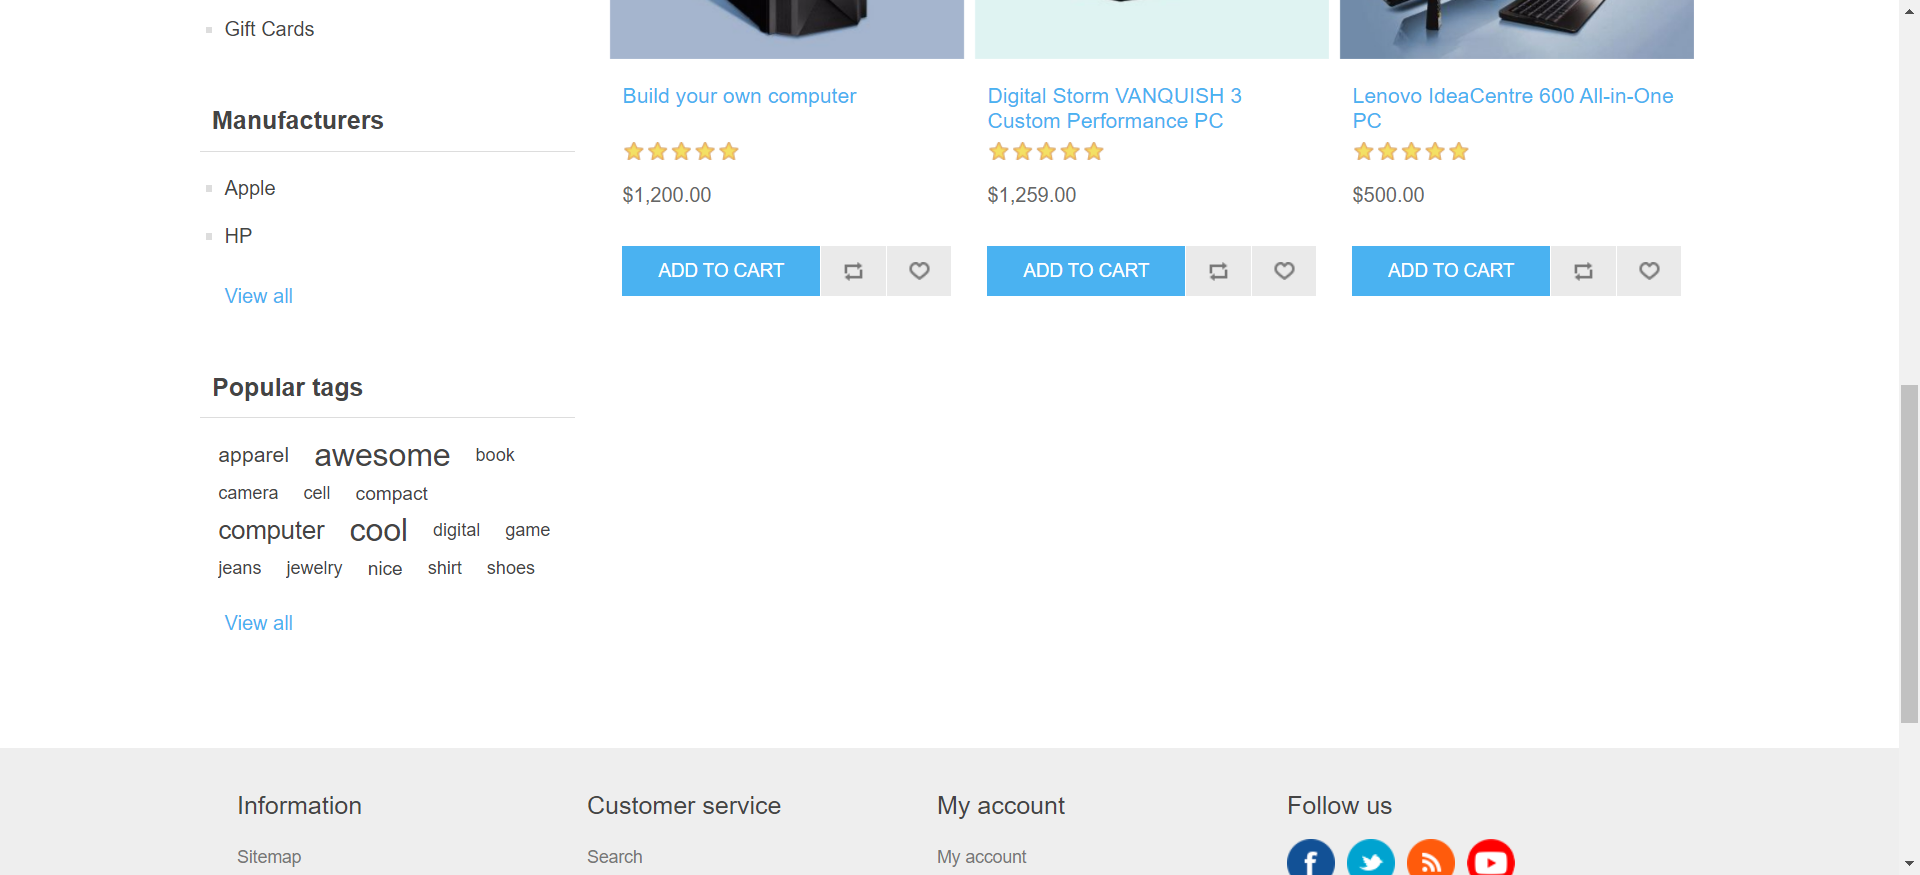 Gift Cards
Manufacturers
Apple
HP
View all
Popular tags
apparel awesome book
camera cell compact
computer cool digital game
jeans jewelry nice shirt shoes
View all
Build your own computer
$1,200.00
ADD TO CART
Digital Storm VANQUISH 3
Custom Performance PC
$1,259.00
ADD TO CART
Lenovo IdeaCentre 600 All-in-One
PC
$500.00
ADD TO CART
Information
Sitemap
Customer service
Search
My account
My account
Follow us